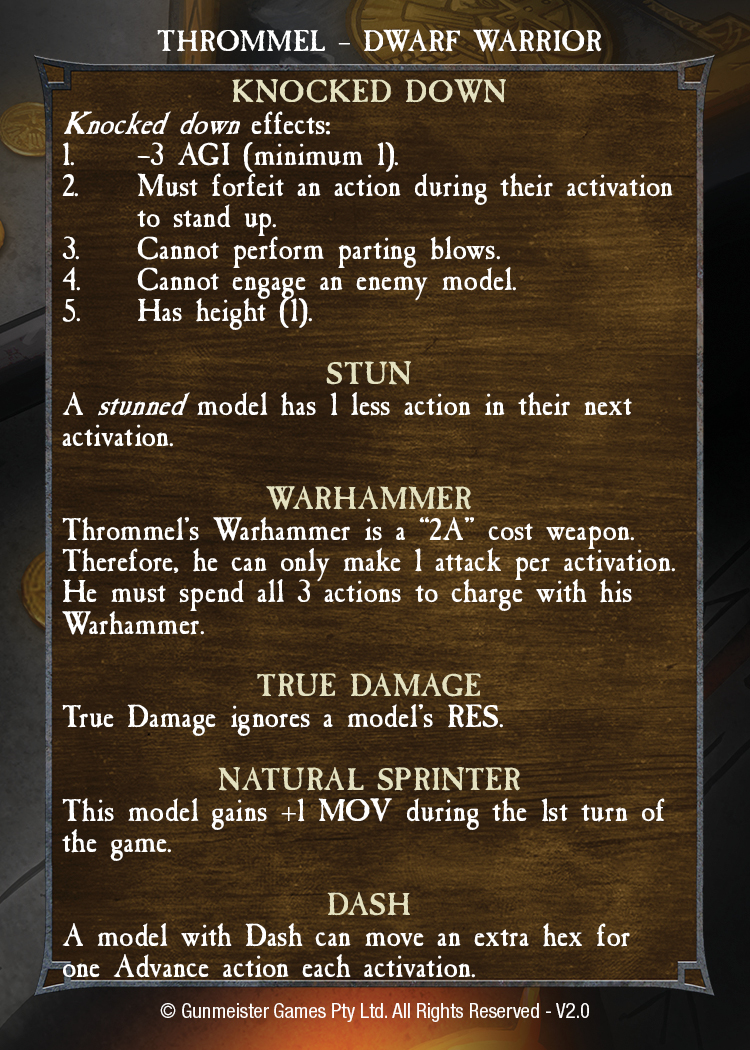 THROMMEL – DWARF WARRIOR
KNOCKED DOWN
Knocked down effects:
1. –3 AGI (minimum 1).
2. Must forfeit an action during their activation
to stand up.
3. Cannot perform parting blows.
4. Cannot engage an enemy model.
5. Has height (1).
STUN
A stunned model has 1 less action in their next
activation.
WARHAMMER
Thrommel's Warhammer is a “2A” cost weapon.
Therefore, he can only make 1 attack per activation.
He must spend all 3 actions to charge with his
Warhammer.
TRUE DAMAGE
True Damage ignores a model's RES.
NATURAL SPRINTER
This model gains +1 MOV during the 1st turn of
the game.
DASH
A model with Dash can move an extra hex for
one Advance action each activation.
© Gunmeister Games Pty Ltd. All Rights Reserved - V2.0